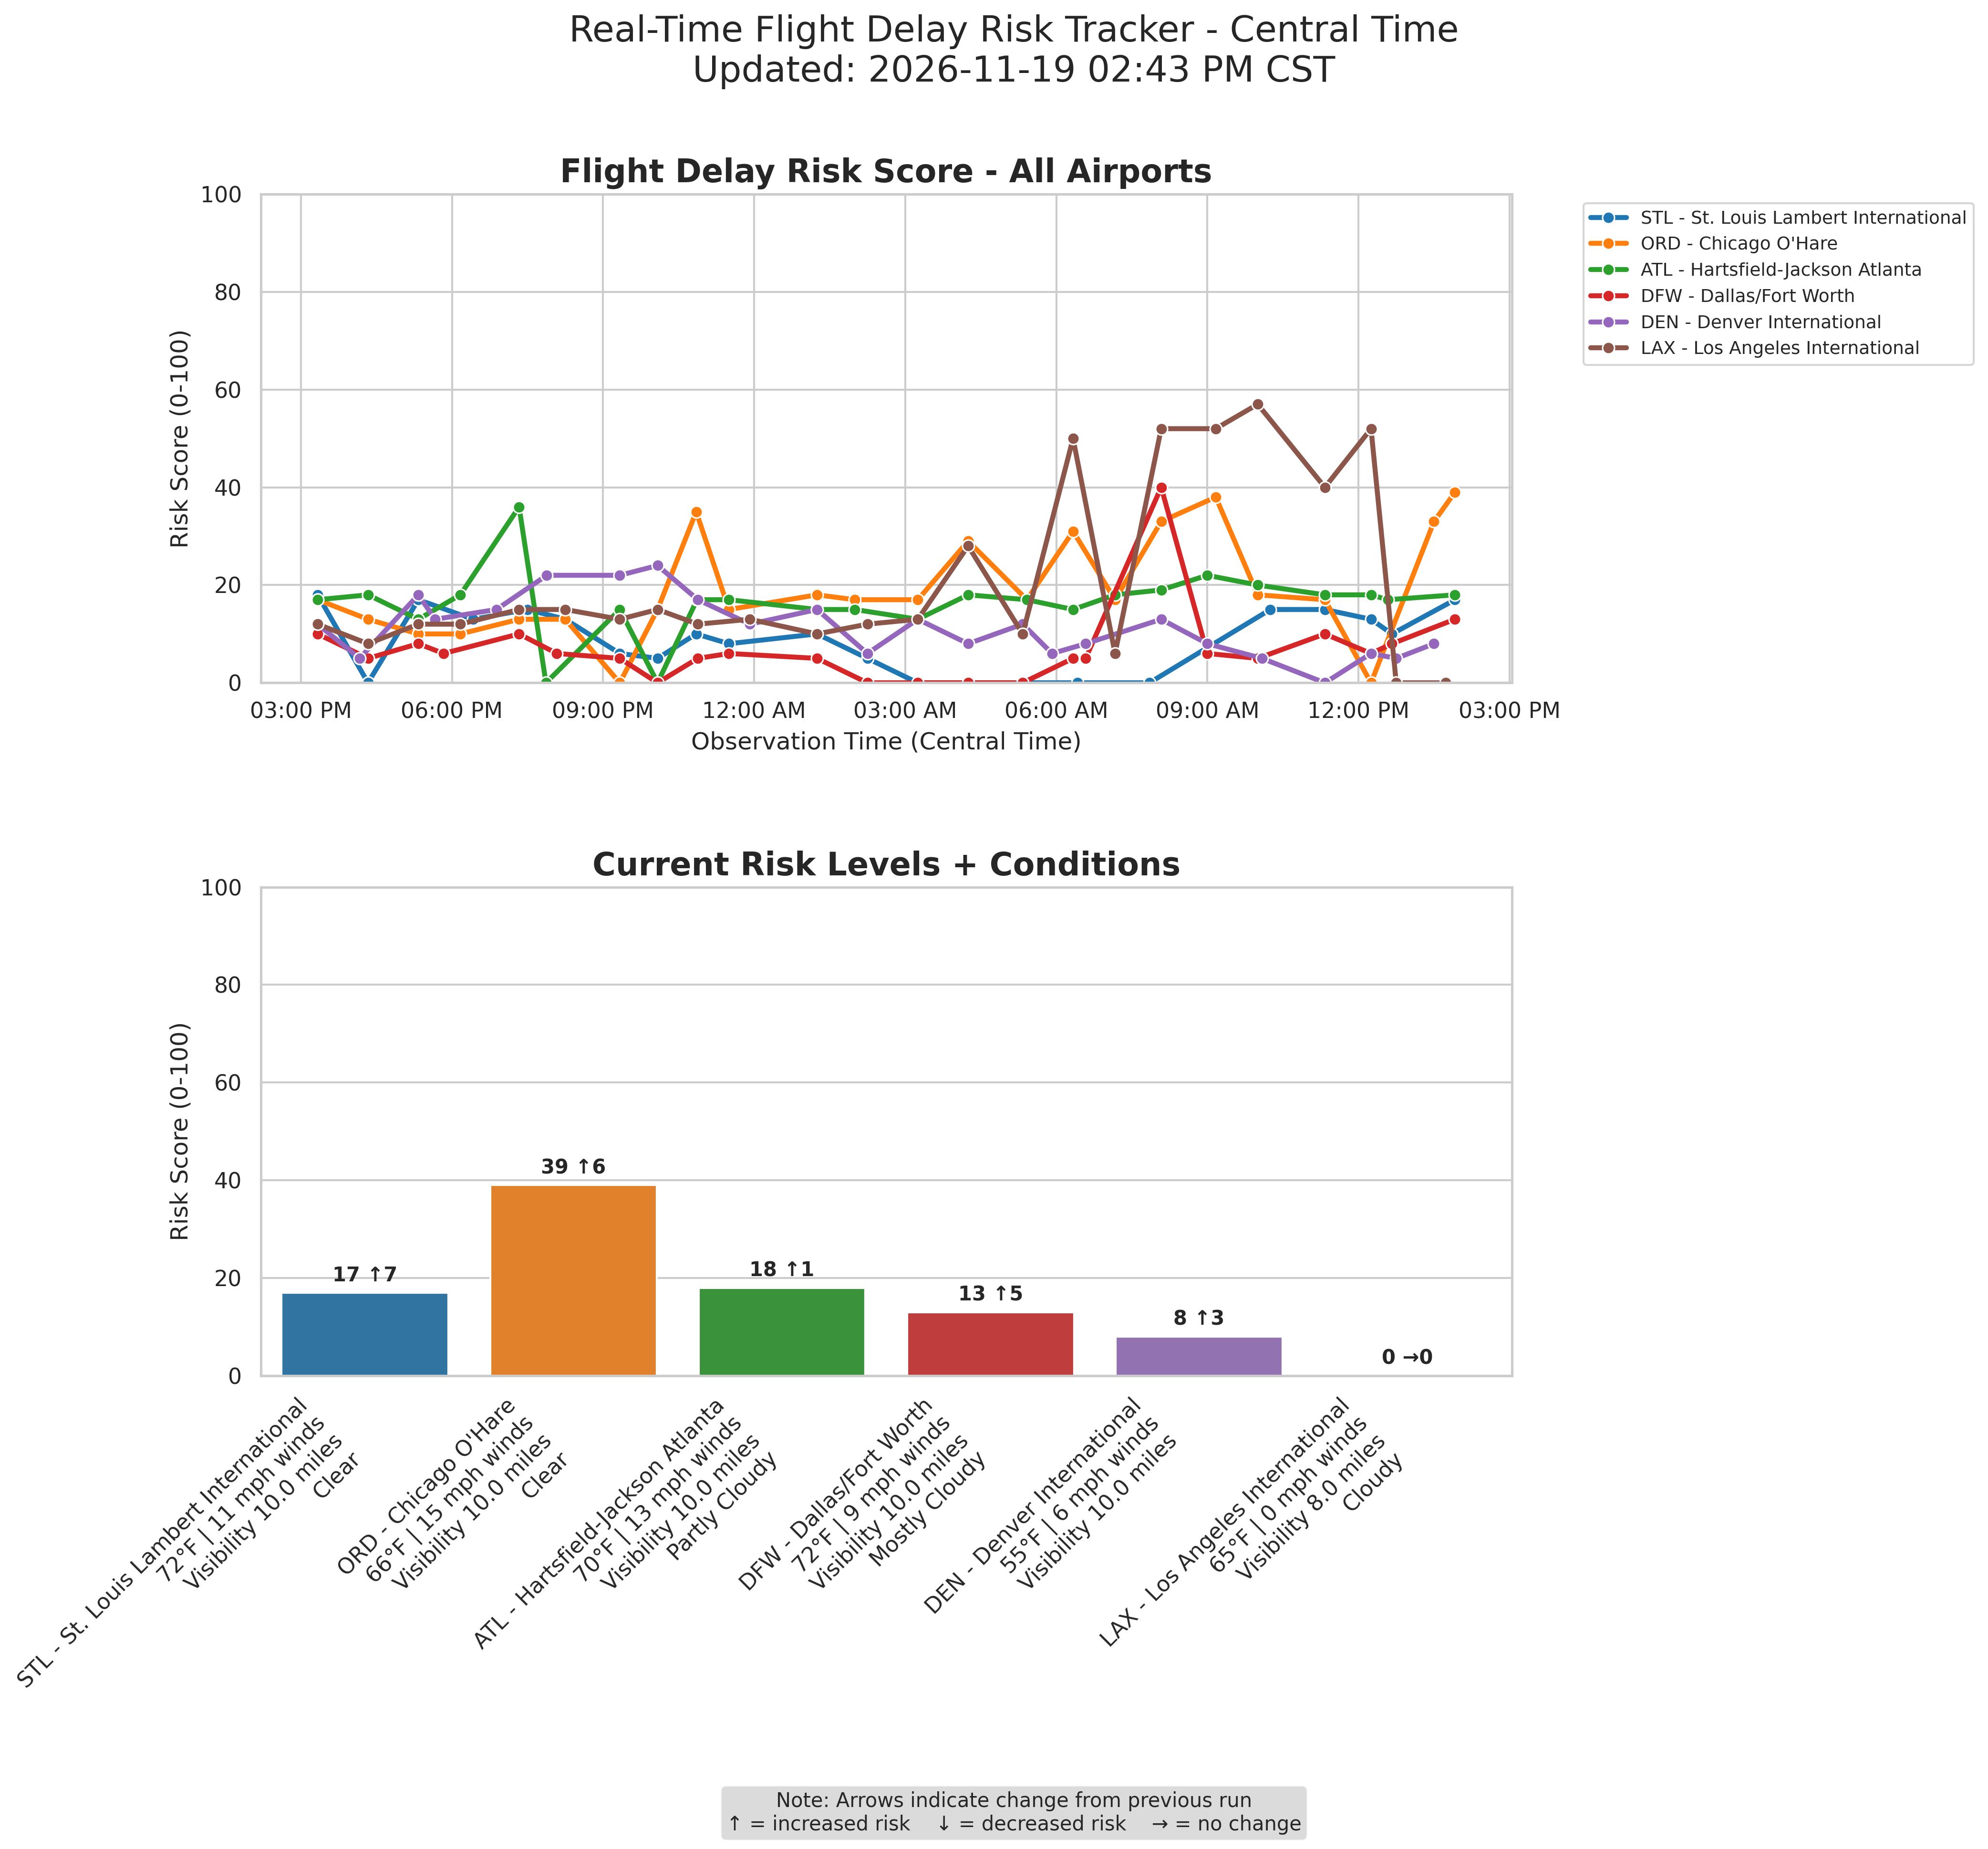 Real-Time Flight Delay Risk Tracker - Central Time
Updated: 2026-11-19 02:43 PM CST
Flight Delay Risk Score - All Airports
100
80
60
40
20
0
Risk Score (0-100)
03:00 PM
06:00 PM
09:00 PM
12:00 AM
03:00 AM
06:00 AM
09:00 AM
12:00 PM
03:00 PM
Observation Time (Central Time)
STL - St. Louis Lambert International
ORD - Chicago O'Hare
ATL - Hartsfield-Jackson Atlanta
DFW - Dallas/Fort Worth
DEN - Denver International
LAX - Los Angeles International
Current Risk Levels + Conditions
100
80
60
40
20
0
Risk Score (0-100)
17 ↑7
39 ↑6
18 ↑1
13 ↑5
8 ↑3
0 →0
STL - St. Louis Lambert International
72°F | 11 mph winds
Visibility 10.0 miles
Clear
ORD - Chicago O'Hare
66°F | 15 mph winds
Visibility 10.0 miles
Clear
ATL - Hartsfield-Jackson Atlanta
70°F | 13 mph winds
Visibility 10.0 miles
Partly Cloudy
DFW - Dallas/Fort Worth
72°F | 9 mph winds
Visibility 10.0 miles
Mostly Cloudy
DEN - Denver International
55°F | 6 mph winds
Visibility 10.0 miles
LAX - Los Angeles International
65°F | 0 mph winds
Visibility 8.0 miles
Cloudy
Note: Arrows indicate change from previous run
↑ = increased risk ↓ = decreased risk → = no change